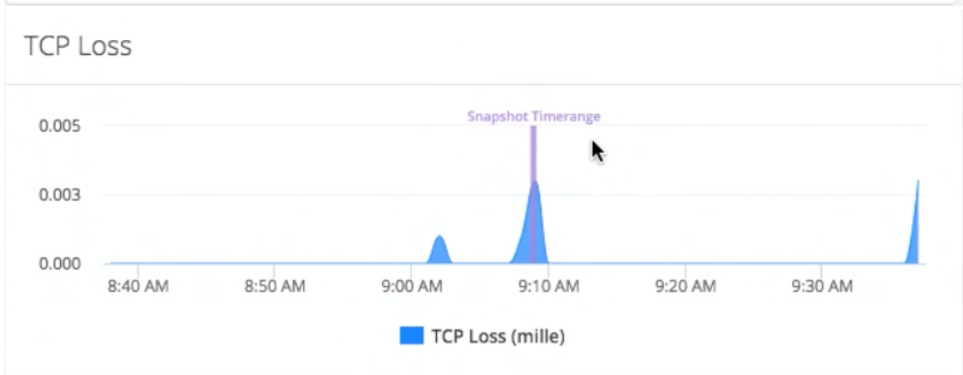 TCP Loss
Snapshot Timerange
0.005
0.003
0.000
8:40 AM 8:50 AM 9:00 AM 9:10 AM 9:20 AM 9:30 AM
TCP Loss (mille)